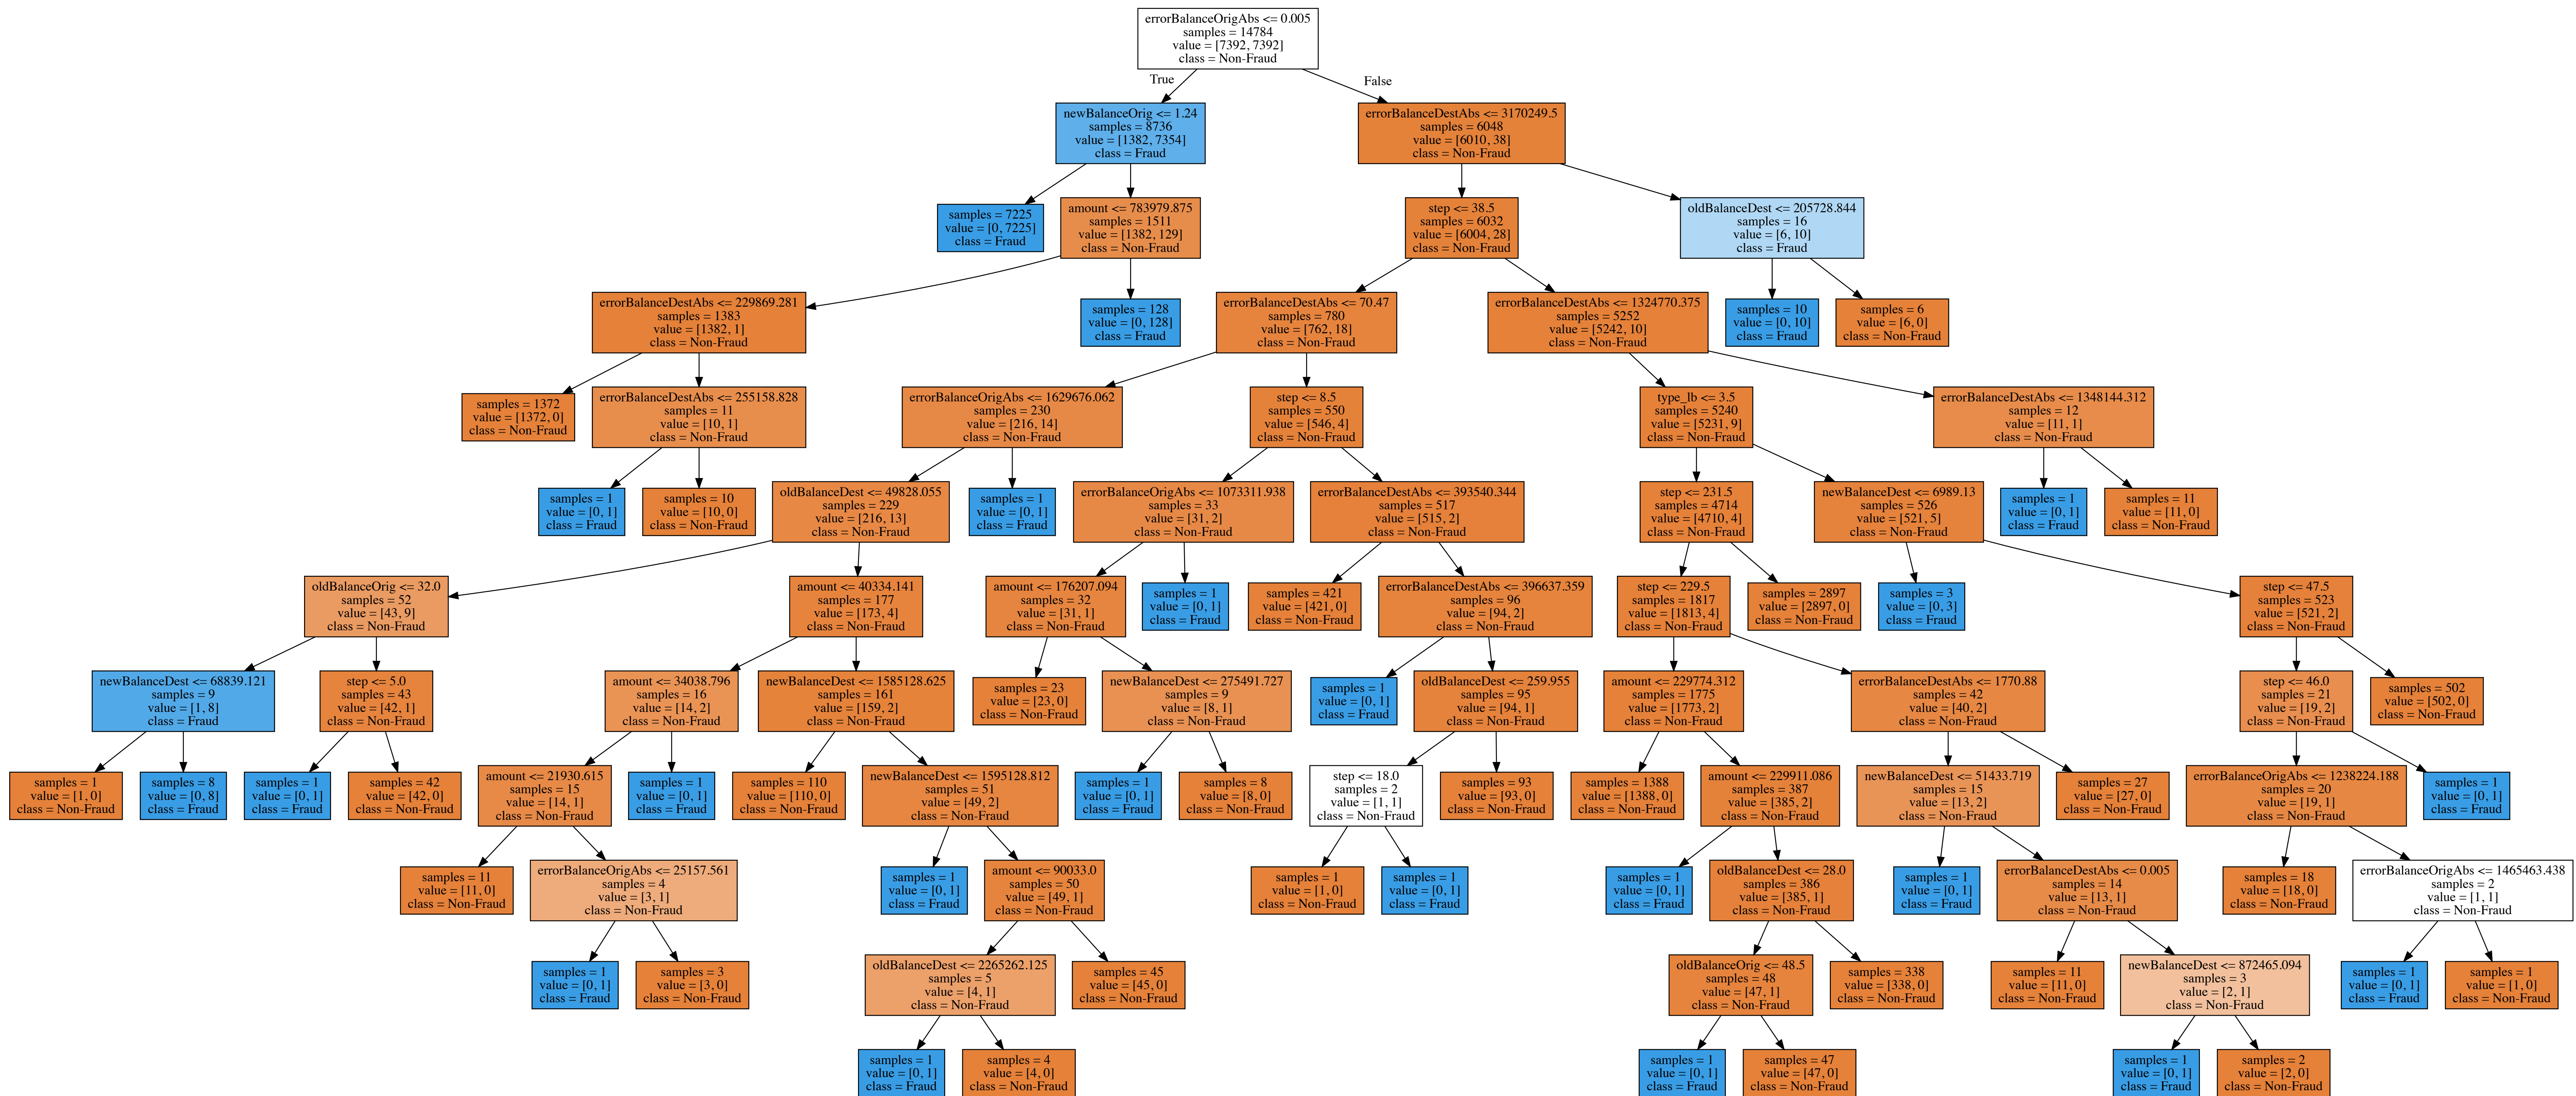 errorBalanceOrigAbs <= 0.005
samples = 14784
value = [7392, 7392]
class = Non-Fraud
True
False
newBalanceOrig <= 1.24
samples = 8736
value = [1382, 7354]
class = Fraud
errorBalanceDestAbs <= 3170249.5
samples = 6048
value = [6010, 38]
class = Non-Fraud
samples = 7225
value = [0, 7225]
class = Fraud
amount <= 783979.875
samples = 1511
value = [1382, 129]
class = Non-Fraud
step <= 38.5
samples = 6032
value = [6004, 28]
class = Non-Fraud
oldBalanceDest <= 205728.844
samples = 16
value = [6, 10]
class = Fraud
errorBalanceDestAbs <= 229869.281
samples = 1383
value = [1382, 1]
class = Non-Fraud
samples = 128
value = [0, 128]
class = Fraud
errorBalanceDestAbs <= 70.47
samples = 780
value = [762, 18]
class = Non-Fraud
errorBalanceDestAbs <= 1324770.375
samples = 5252
value = [5242, 10]
class = Non-Fraud
samples = 10
value = [0, 10]
class = Fraud
samples = 6
value = [6, 0]
class = Non-Fraud
samples = 1372
value = [1372, 0]
class = Non-Fraud
errorBalanceDestAbs <= 255158.828
samples = 11
value = [10, 1]
class = Non-Fraud
errorBalanceOrigAbs <= 1629676.062
samples = 230
value = [216, 14]
class = Non-Fraud
step <= 8.5
samples = 550
value = [546, 4]
class = Non-Fraud
type_lb <= 3.5
samples = 5240
value = [5231, 9]
class = Non-Fraud
errorBalanceDestAbs <= 1348144.312
samples = 12
value = [11, 1]
class = Non-Fraud
samples = 1
value = [0, 1]
class = Fraud
samples = 10
value = [10, 0]
class = Non-Fraud
oldBalanceDest <= 49828.055
samples = 229
value = [216, 13]
class = Non-Fraud
samples = 1
value = [0, 1]
class = Fraud
errorBalanceOrigAbs <= 1073311.938
samples = 33
value = [31, 2]
class = Non-Fraud
errorBalanceDestAbs <= 393540.344
samples = 517
value = [515, 2]
class = Non-Fraud
step <= 231.5
samples = 4714
value = [4710, 4]
class = Non-Fraud
newBalanceDest <= 6989.13
samples = 526
value = [521, 5]
class = Non-Fraud
samples = 1
value = [0, 1]
class = Fraud
samples = 11
value = [11, 0]
class = Non-Fraud
oldBalanceOrig <= 32.0
samples = 52
value = [43, 9]
class = Non-Fraud
amount <= 40334.141
samples = 177
value = [173, 4]
class = Non-Fraud
amount <= 176207.094
samples = 32
value = [31, 1]
class = Non-Fraud
samples = 1
value = [0, 1]
class = Fraud
samples = 421
value = [421, 0]
class = Non-Fraud
errorBalanceDestAbs <= 396637.359
samples = 96
value = [94, 2]
class = Non-Fraud
step <= 229.5
samples = 1817
value = [1813, 4]
class = Non-Fraud
samples = 2897
value = [2897, 0]
class = Non-Fraud
samples = 3
value = [0, 3]
class = Fraud
step <= 47.5
samples = 523
value = [521, 2]
class = Non-Fraud
newBalanceDest <= 68839.121
samples = 9
value = [1, 8]
class = Fraud
step <= 5.0
samples = 43
value = [42, 1]
class = Non-Fraud
amount <= 34038.796
samples = 16
value = [14, 2]
class = Non-Fraud
newBalanceDest <= 1585128.625
samples = 161
value = [159, 2]
class = Non-Fraud
samples = 23
value = [23, 0]
class = Non-Fraud
newBalanceDest <= 275491.727
samples = 9
value = [8, 1]
class = Non-Fraud
samples = 1
value = [0, 1]
class = Fraud
oldBalanceDest <= 259.955
samples = 95
value = [94, 1]
class = Non-Fraud
amount <= 229774.312
samples = 1775
value = [1773, 2]
class = Non-Fraud
errorBalanceDestAbs <= 1770.88
samples = 42
value = [40, 2]
class = Non-Fraud
step <= 46.0
samples = 21
value = [19, 2]
class = Non-Fraud
samples = 502
value = [502, 0]
class = Non-Fraud
samples = 1
value = [1, 0]
class = Non-Fraud
samples = 8
value = [0, 8]
class = Fraud
samples = 1
value = [0, 1]
class = Fraud
samples = 42
value = [42, 0]
class = Non-Fraud
amount <= 21930.615
samples = 15
value = [14, 1]
class = Non-Fraud
samples = 1
value = [0, 1]
class = Fraud
samples = 110
value = [110, 0]
class = Non-Fraud
newBalanceDest <= 1595128.812
samples = 51
value = [49, 2]
class = Non-Fraud
samples = 1
value = [0, 1]
class = Fraud
samples = 8
value = [8, 0]
class = Non-Fraud
step <= 18.0
samples = 2
value = [1, 1]
class = Non-Fraud
samples = 93
value = [93, 0]
class = Non-Fraud
samples = 1388
value = [1388, 0]
class = Non-Fraud
amount <= 229911.086
samples = 387
value = [385, 2]
class = Non-Fraud
newBalanceDest <= 51433.719
samples = 15
value = [13, 2]
class = Non-Fraud
samples = 27
value = [27, 0]
class = Non-Fraud
errorBalanceOrigAbs <= 1238224.188
samples = 20
value = [19, 1]
class = Non-Fraud
samples = 1
value = [0, 1]
class = Fraud
samples = 11
value = [11, 0]
class = Non-Fraud
errorBalanceOrigAbs <= 25157.561
samples = 4
value = [3, 1]
class = Non-Fraud
samples = 1
value = [0, 1]
class = Fraud
amount <= 90033.0
samples = 50
value = [49, 1]
class = Non-Fraud
samples = 1
value = [1, 0]
class = Non-Fraud
samples = 1
value = [0, 1]
class = Fraud
samples = 1
value = [0, 1]
class = Fraud
oldBalanceDest <= 28.0
samples = 386
value = [385, 1]
class = Non-Fraud
samples = 1
value = [0, 1]
class = Fraud
errorBalanceDestAbs <= 0.005
samples = 14
value = [13, 1]
class = Non-Fraud
samples = 18
value = [18, 0]
class = Non-Fraud
errorBalanceOrigAbs <= 1465463.438
samples = 2
value = [1, 1]
class = Non-Fraud
samples = 1
value = [0, 1]
class = Fraud
samples = 3
value = [3, 0]
class = Non-Fraud
oldBalanceDest <= 2265262.125
samples = 5
value = [4, 1]
class = Non-Fraud
samples = 45
value = [45, 0]
class = Non-Fraud
oldBalanceOrig <= 48.5
samples = 48
value = [47, 1]
class = Non-Fraud
samples = 338
value = [338, 0]
class = Non-Fraud
samples = 11
value = [11, 0]
class = Non-Fraud
newBalanceDest <= 872465.094
samples = 3
value = [2, 1]
class = Non-Fraud
samples = 1
value = [0, 1]
class = Fraud
samples = 1
value = [1, 0]
class = Non-Fraud
samples = 1
value = [0, 1]
class = Fraud
samples = 4
value = [4, 0]
class = Non-Fraud
samples = 1
value = [0, 1]
class = Fraud
samples = 47
value = [47, 0]
class = Non-Fraud
samples = 1
value = [0, 1]
class = Fraud
samples = 2
value = [2, 0]
class = Non-Fraud